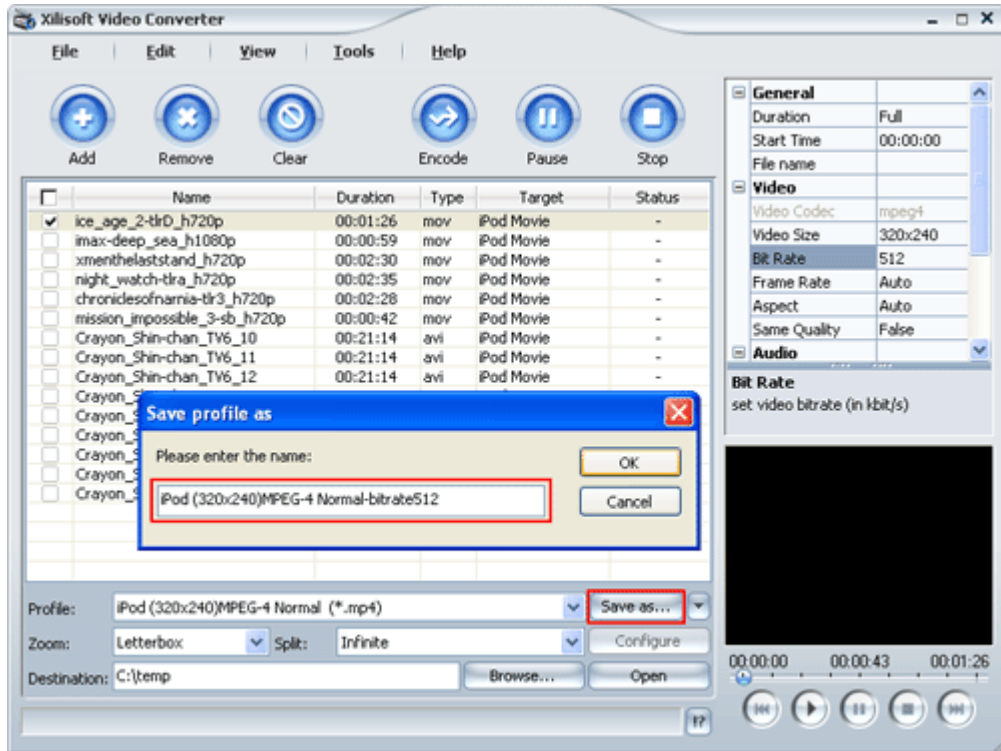 Xilisoft Video Converter
File Edit View Tools Help
Add Remove Clear Encode Pause Stop
Name Duration Type Target Status
ice_age_2-tlrD_h720p 00:01:26 mov iPod Movie -
imax-deep_sea_h1080p 00:00:59 mov iPod Movie -
xmenthelaststand_h720p 00:02:30 mov iPod Movie -
night_watch-tlra_h720p 00:02:35 mov iPod Movie -
chroniclesofnarnia-tlr3_h720p 00:02:28 mov iPod Movie -
mission_impossible_3-sb_h720p 00:00:42 mov iPod Movie -
Crayon_Shin-chan_TV6_10 00:21:14 avi iPod Movie -
Crayon_Shin-chan_TV6_11 00:21:14 avi iPod Movie -
Crayon_Shin-chan_TV6_12 00:21:14 avi iPod Movie -
Crayon_S
Crayon_S
Crayon_S
Crayon_S
Crayon_S
Crayon_S
Save profile as
Please enter the name:
iPod (320x240)MPEG-4 Normal-bitrate512
OK
Cancel
Profile: iPod (320x240)MPEG-4 Normal (*.mp4) Save as...
Zoom: Letterbox Split: Infinite Configure
Destination: C:\temp Browse... Open
!?
General
Duration Full
Start Time 00:00:00
File name
Video
Video Codec mpeg4
Video Size 320x240
Bit Rate 512
Frame Rate Auto
Aspect Auto
Same Quality False
Audio
Bit Rate
set video bitrate (in kbit/s)
00:00:00 00:00:43 00:01:26